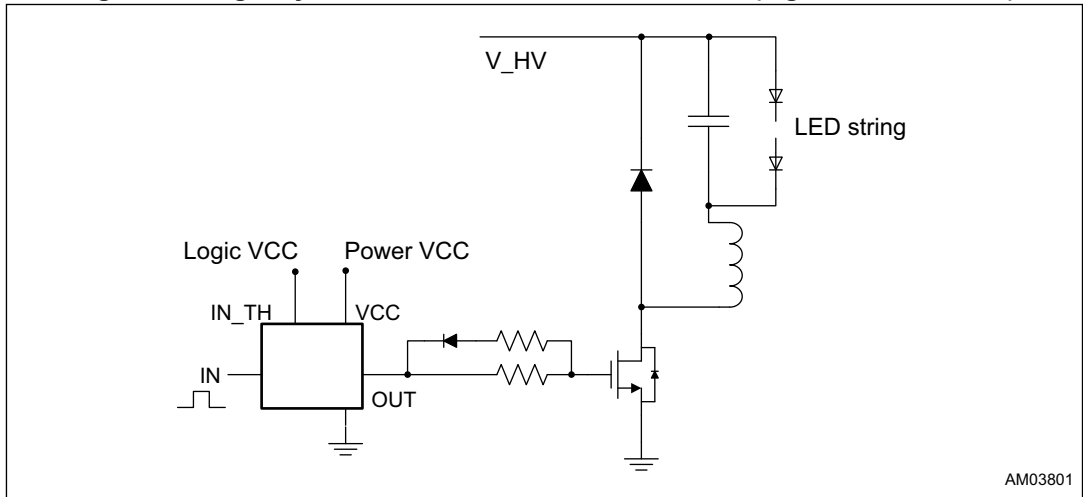 V_HV
LED string
Logic VCC
Power VCC
IN_TH
VCC
IN
OUT
AM03801